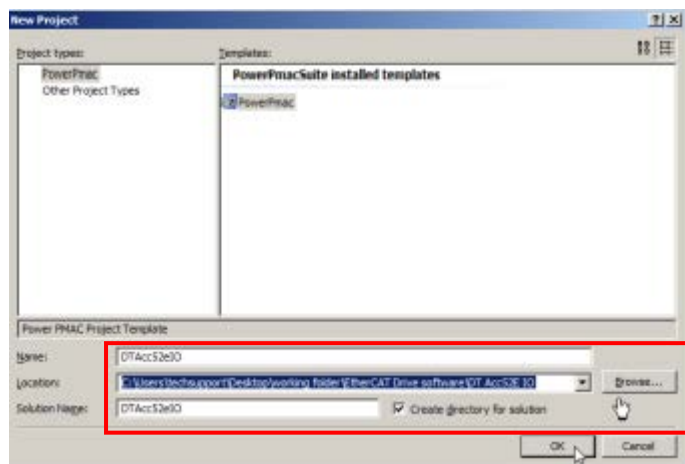 New Project
Project types:
Templates:
PowerPmac
Other Project Types
PowerPmacSuite installed templates
PowerPmac
Power PMAC Project Template
Name:
DTAcc52eIO
Location:
C:\Users\techsupport\Desktop\working folder\EtherCAT Drive software\DT Acc52E IO
Browse...
Solution Name:
DTAcc52eIO
Create directory for solution
OK
Cancel